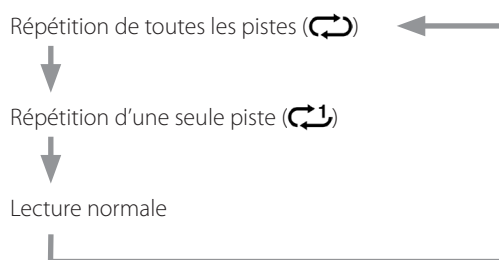 Répétition de toutes les pistes (🔁)
Répétition d’une seule piste (🔂)
Lecture normale